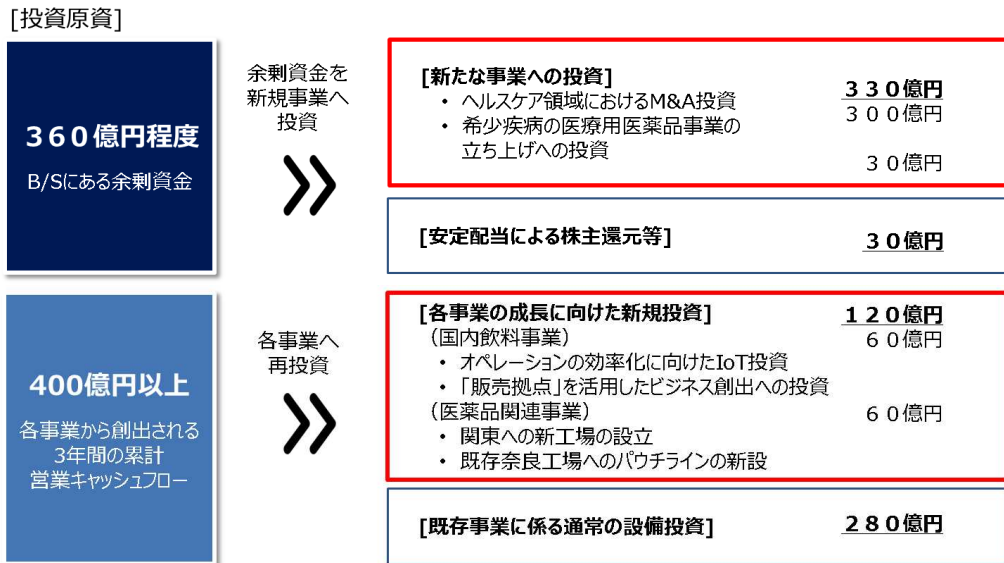 [投資原資]
360億円程度
B/Sにある余剰資金
余剰資金を
新規事業へ
投資
[新たな事業への投資]
330億円
・ ヘルスケア領域におけるM&A投資
300億円
・ 希少疾病の医療用医薬品事業の
立ち上げへの投資
30億円
[安定配当による株主還元等]
30億円
400億円以上
各事業から創出される
3年間の累計
営業キャッシュフロー
各事業へ
再投資
[各事業の成長に向けた新規投資]
120億円
（国内飲料事業）
60億円
・ オペレーションの効率化に向けたIoT投資
・ 「販売拠点」を活用したビジネス創出への投資
（医薬品関連事業）
60億円
・ 関東への新工場の設立
・ 既存奈良工場へのパウチラインの新設
[既存事業に係る通常の設備投資]
280億円